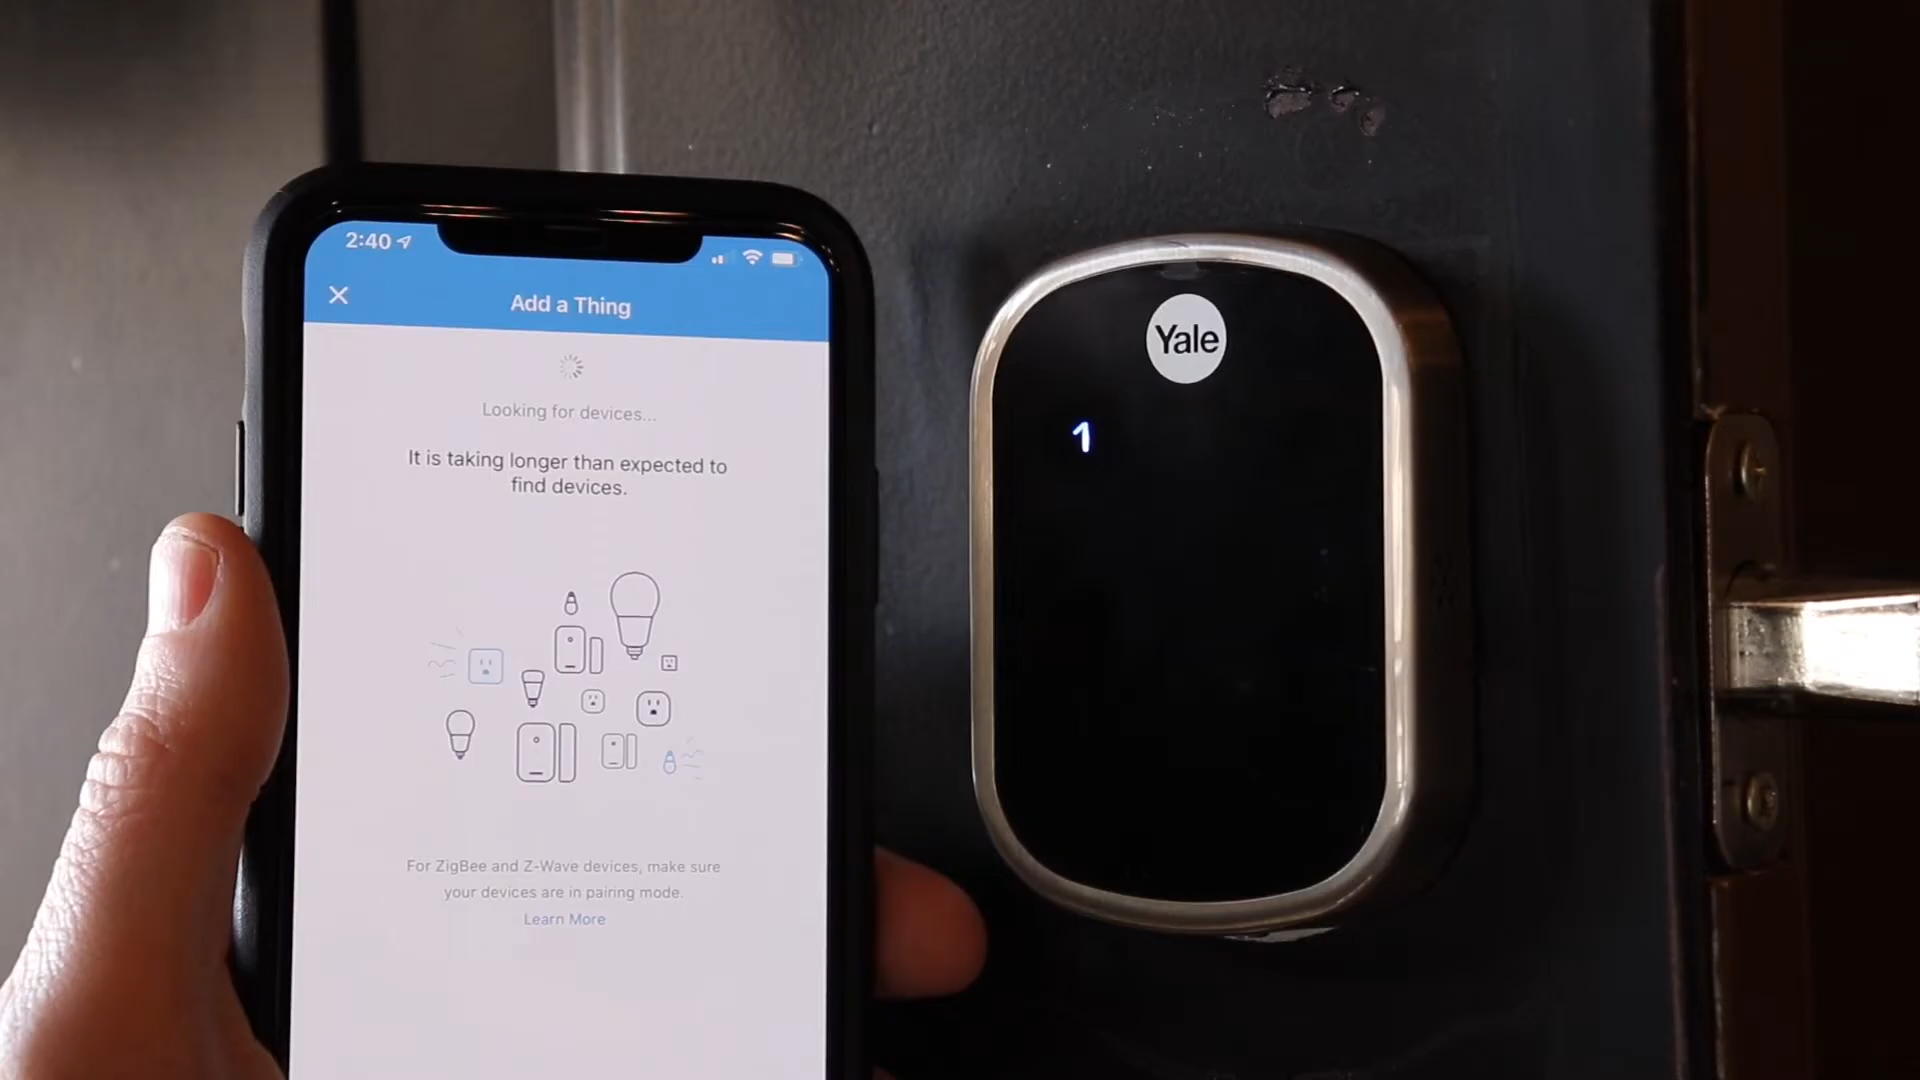 2:40
Add a Thing
Looking for devices...
It is taking longer than expected to
find devices.
For ZigBee and Z-Wave devices, make sure
your devices are in pairing mode.
Learn More
Yale
1